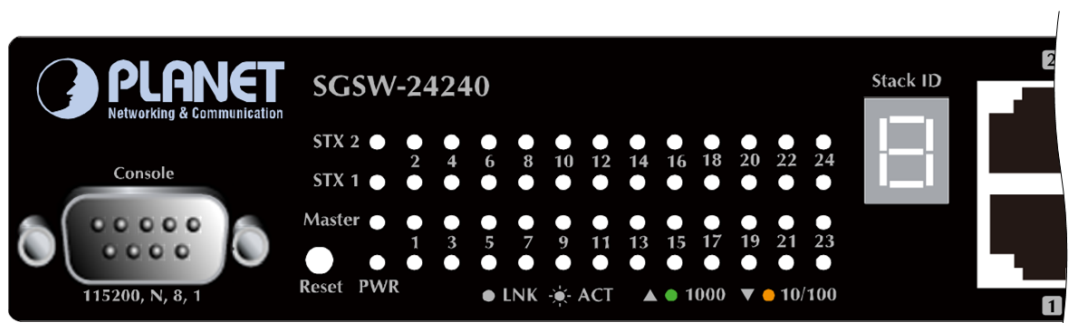 PLANET
Networking & Communication
SGSW-24240
Stack ID
2
STX 2
2 4 6 8 10 12 14 16 18 20 22 24
Console
STX 1
Master
1 3 5 7 9 11 13 15 17 19 21 23
Reset PWR
115200, N, 8, 1
LNK ACT ▲ 1000 ▼ 10/100
1